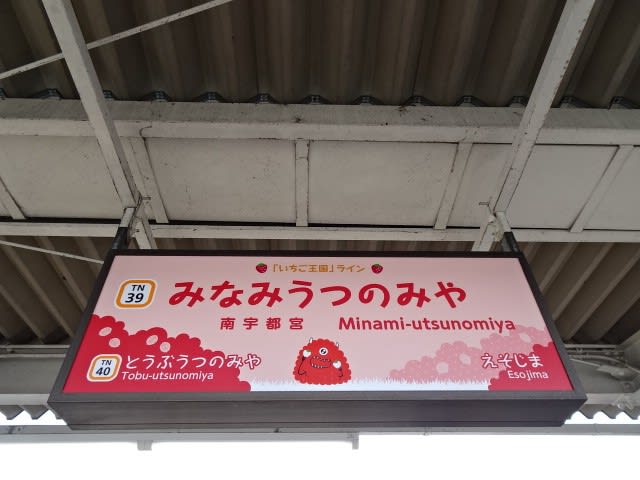 「いちご王国」ライン
TN
39
みなみうつのみや
南宇都宮 Minami-utsunomiya
TN
40
とうぶうつのみや
Tobu-utsunomiya
えそじま
Esojima